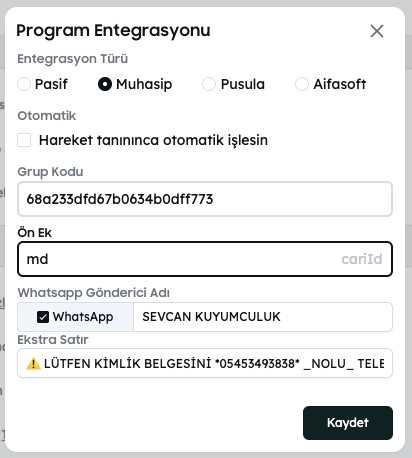 Program Entegrasyonu
Entegrasyon Türü
Pasif Muhasip Pusula Aifasoft
Otomatik
Hareket tanınınca otomatik işlesin
Grup Kodu
68a233dfd67b0634b0dff773
Ön Ek
md cariId
Whatsapp Gönderici Adı
WhatsApp SEVCAN KUYUMCULUK
Ekstra Satır
⚠️ LÜTFEN KİMLİK BELGESİNİ *05453493838* _NOLU_ TELE
Kaydet